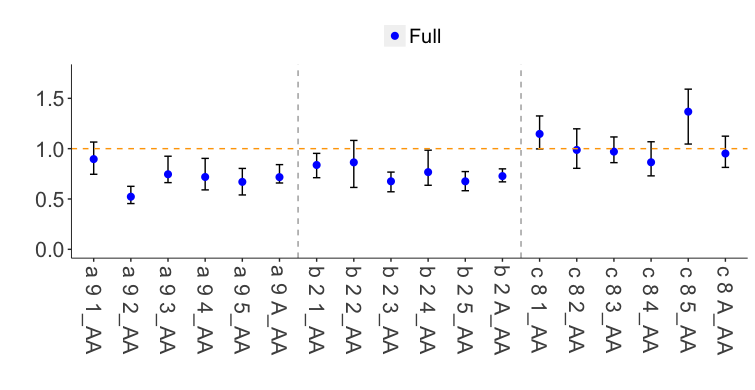 Full
1.5
1.0
0.5
0.0
a 9 1_AA
a 9 2_AA
a 9 3_AA
a 9 4_AA
a 9 5_AA
a 9 A_AA
b 2 1_AA
b 2 2_AA
b 2 3_AA
b 2 4_AA
b 2 5_AA
b 2 A_AA
c 8 1_AA
c 8 2_AA
c 8 3_AA
c 8 4_AA
c 8 5_AA
c 8 A_AA